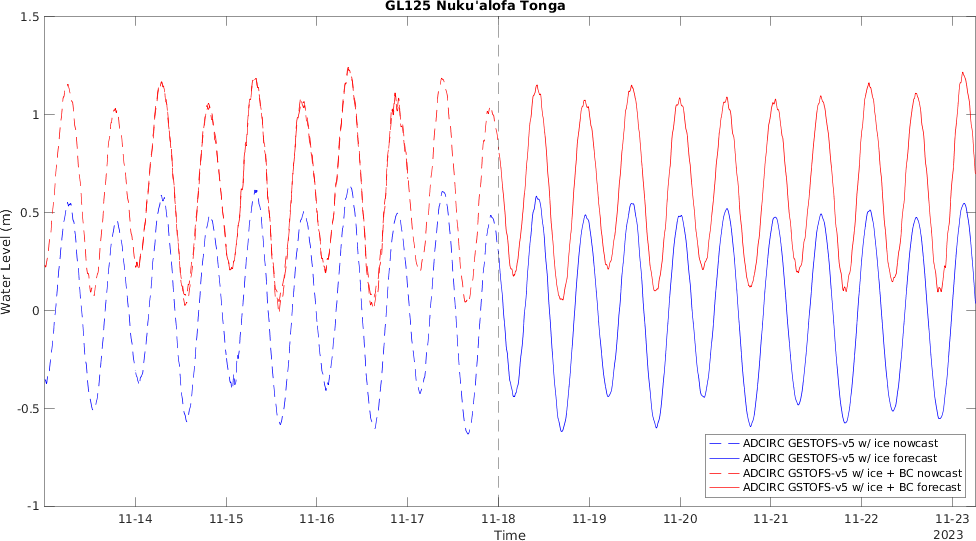 GL125 Nuku'alofa Tonga
1.5
1
0.5
0
-0.5
-1
Water Level (m)
ADCIRC GESTOFS-v5 w/ ice nowcast
ADCIRC GESTOFS-v5 w/ ice forecast
ADCIRC GSTOFS-v5 w/ ice + BC nowcast
ADCIRC GSTOFS-v5 w/ ice + BC forecast
11-14 11-15 11-16 11-17 11-18 11-19 11-20 11-21 11-22 11-23
Time 2023